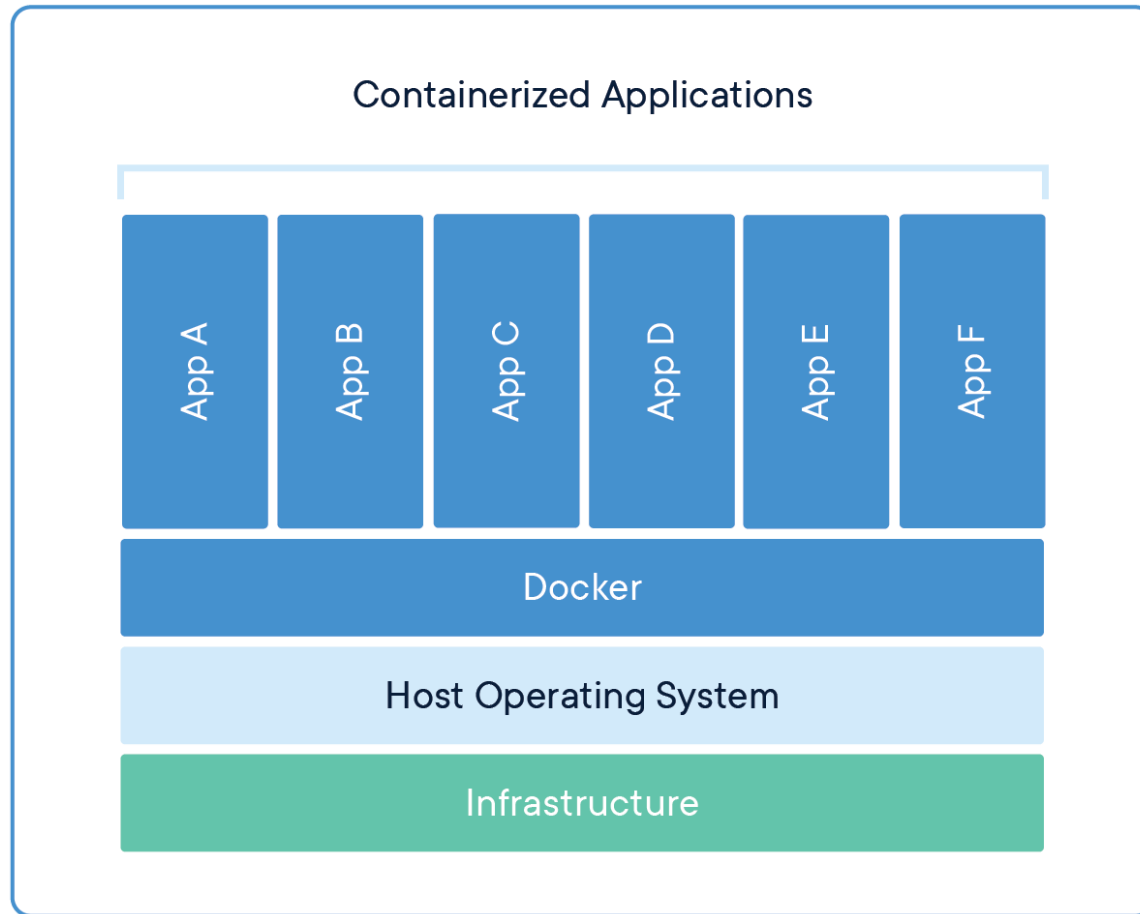 Containerized Applications
App A
App B
App C
App D
App E
App F
Docker
Host Operating System
Infrastructure